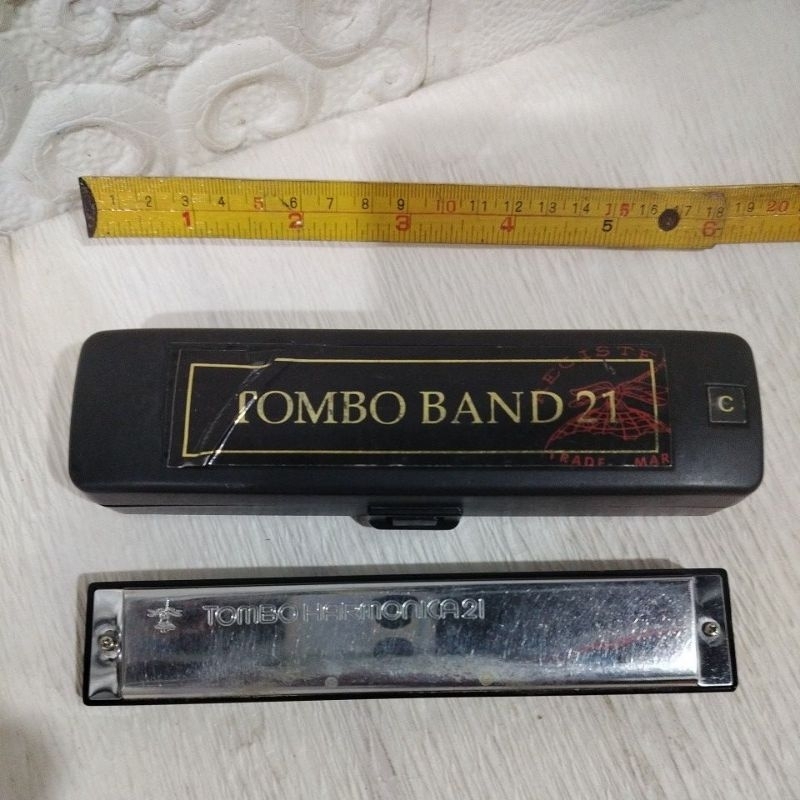 1 2 3 4 5 6 7 8 9 10 11 12 13 14 15 16 17 18 19 20
1 2 3 4 5 6
EGISTE
TOMBO BAND 21
C
TRADE MAR
TOMBO HARMONICA 21